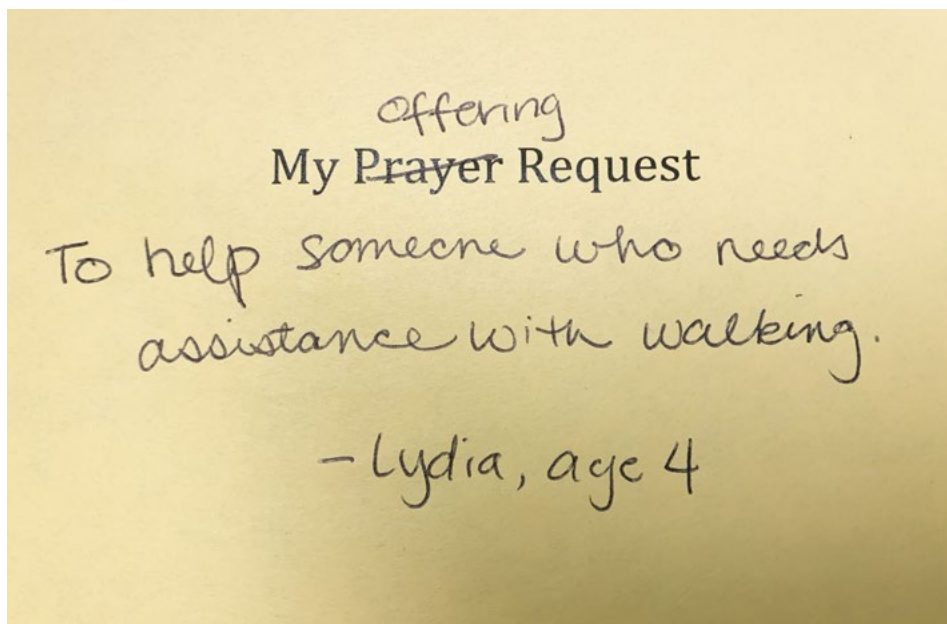 offering
My Prayer Request
To help someone who needs
assistance with walking.
- Lydia, age 4